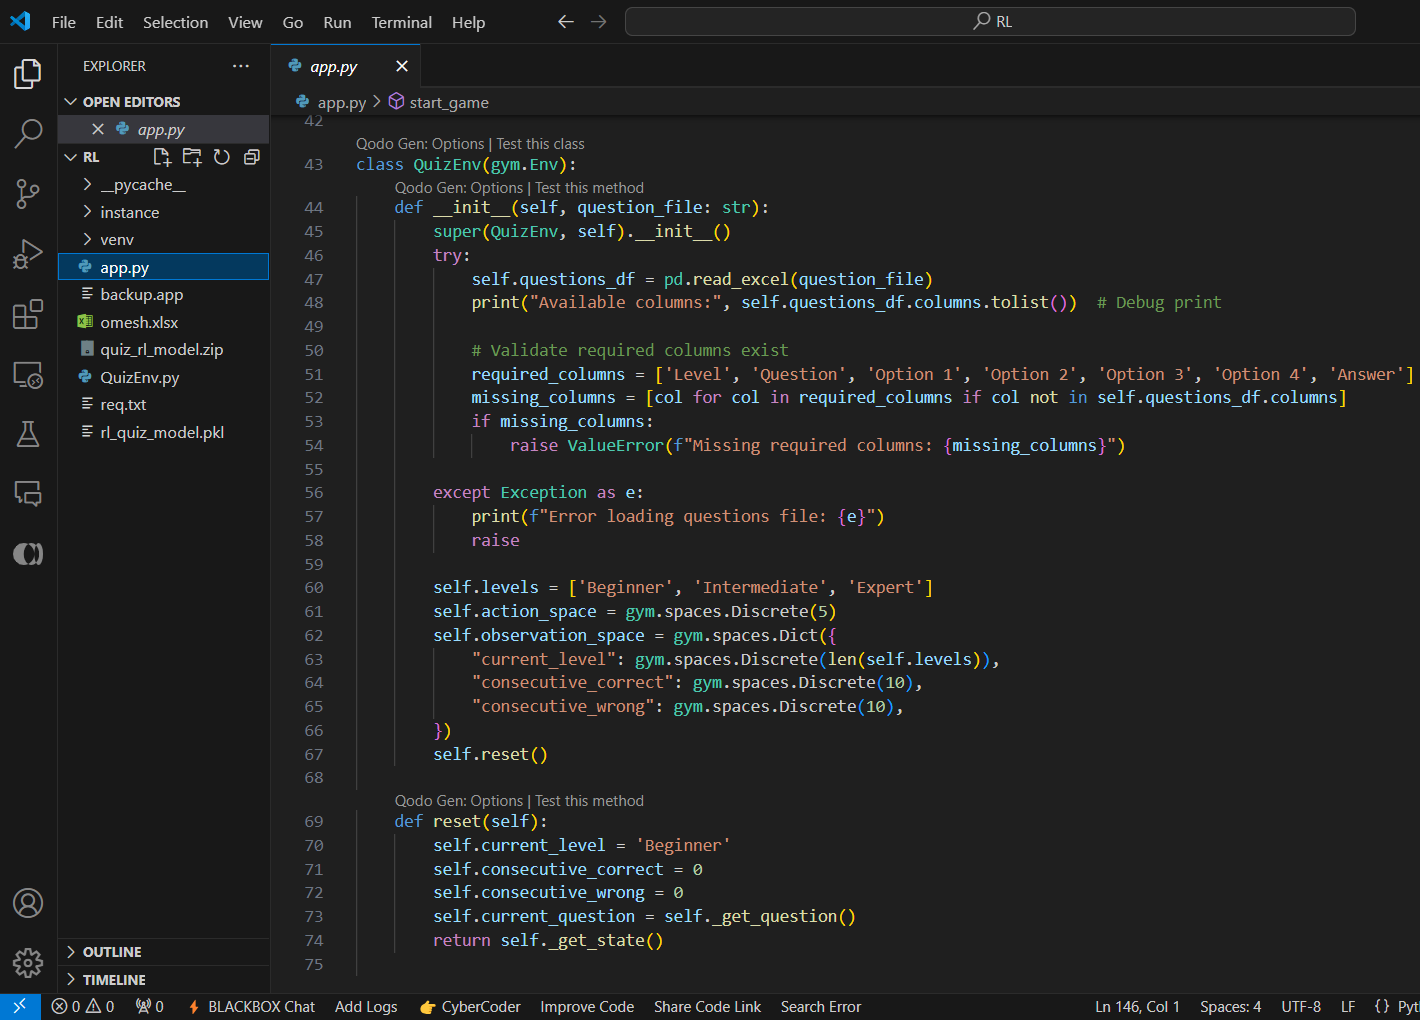 File Edit Selection View Go Run Terminal Help RL
EXPLORER
OPEN EDITORS
app.py
RL
__pycache__
instance
venv
app.py
backup.app
omesh.xlsx
quiz_rl_model.zip
QuizEnv.py
req.txt
rl_quiz_model.pkl
OUTLINE
TIMELINE
app.py
app.py > start_game
42
Qodo Gen: Options | Test this class
43 class QuizEnv(gym.Env):
Qodo Gen: Options | Test this method
44     def __init__(self, question_file: str):
45         super(QuizEnv, self).__init__()
46         try:
47             self.questions_df = pd.read_excel(question_file)
48             print("Available columns:", self.questions_df.columns.tolist())  # Debug print
49
50             # Validate required columns exist
51             required_columns = ['Level', 'Question', 'Option 1', 'Option 2', 'Option 3', 'Option 4', 'Answer']
52             missing_columns = [col for col in required_columns if col not in self.questions_df.columns]
53             if missing_columns:
54                 raise ValueError(f"Missing required columns: {missing_columns}")
55
56         except Exception as e:
57             print(f"Error loading questions file: {e}")
58             raise
59
60         self.levels = ['Beginner', 'Intermediate', 'Expert']
61         self.action_space = gym.spaces.Discrete(5)
62         self.observation_space = gym.spaces.Dict({
63             "current_level": gym.spaces.Discrete(len(self.levels)),
64             "consecutive_correct": gym.spaces.Discrete(10),
65             "consecutive_wrong": gym.spaces.Discrete(10),
66         })
67         self.reset()
68
Qodo Gen: Options | Test this method
69     def reset(self):
70         self.current_level = 'Beginner'
71         self.consecutive_correct = 0
72         self.consecutive_wrong = 0
73         self.current_question = self._get_question()
74         return self._get_state()
75
0 0 0 BLACKBOX Chat Add Logs CyberCoder Improve Code Share Code Link Search Error Ln 146, Col 1 Spaces: 4 UTF-8 LF {} Pyt